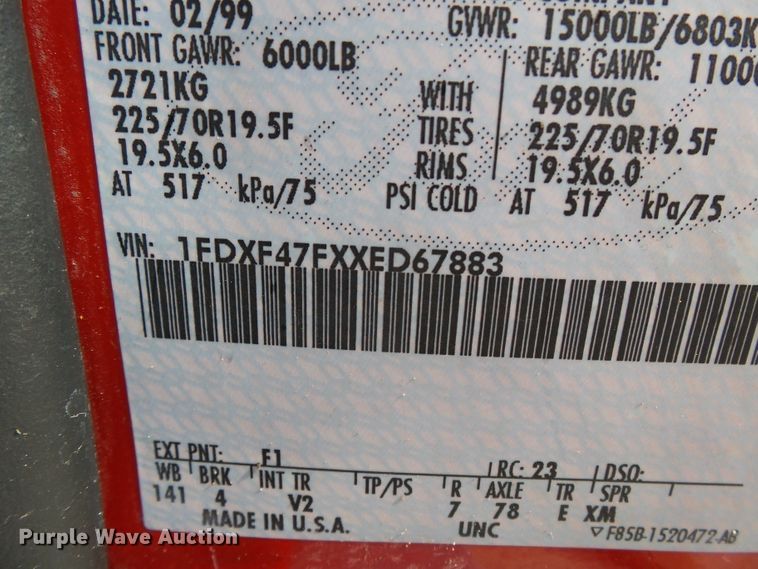 DATE: 02/99 GVWR: 15000LB/6803K
FRONT GAWR: 6000LB REAR GAWR: 11000
2721KG WITH 4989KG
225/70R19.5F TIRES 225/70R19.5F
19.5X6.0 RIMS 19.5X6.0
AT 517 kPa/75 PSI COLD AT 517 kPa/75
VIN: 1FDXF47FXXED67883
EXT PNT: F1 RC: 23 DSO:
WB BRK INT TR TP/PS R AXLE TR SPR
141 4 V2 7 78 E XM
MADE IN U.S.A. UNC F85B-1520472-AB
Purple Wave Auction